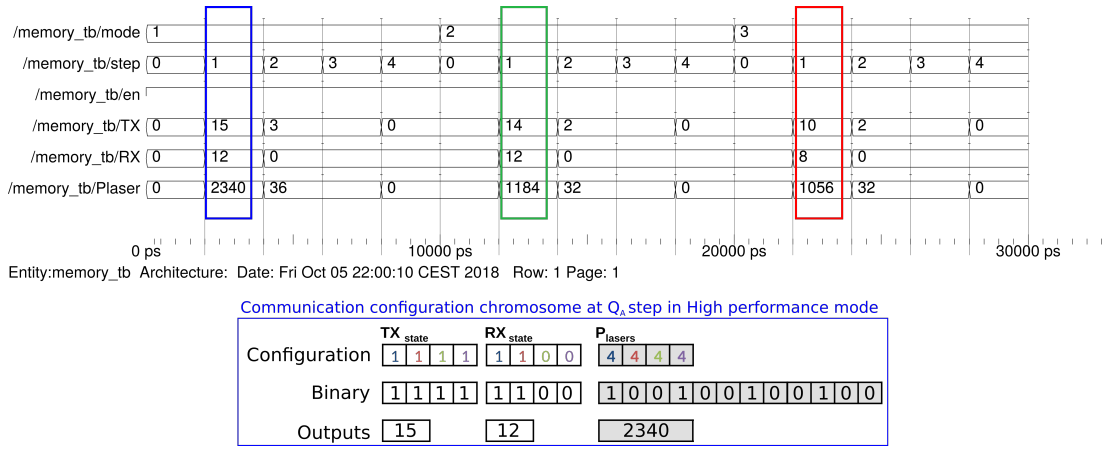 /memory_tb/mode 1 2 3
/memory_tb/step 0 1 2 3 4 0 1 2 3 4 0 1 2 3 4
/memory_tb/en
/memory_tb/TX 0 15 3 0 14 2 0 10 2 0
/memory_tb/RX 0 12 0 12 0 8 0
/memory_tb/Plaser 0 2340 36 0 1184 32 0 1056 32 0
0 ps 10000 ps 20000 ps 30000 ps
Entity:memory_tb Architecture: Date: Fri Oct 05 22:00:10 CEST 2018 Row: 1 Page: 1
Communication configuration chromosome at QA step in High performance mode
TX state RX state Plasers
Configuration 1 1 1 1 1 1 0 0 4 4 4 4
Binary 1 1 1 1 1 1 0 0 1 0 0 1 0 0 1 0 0 1 0 0
Outputs 15 12 2340